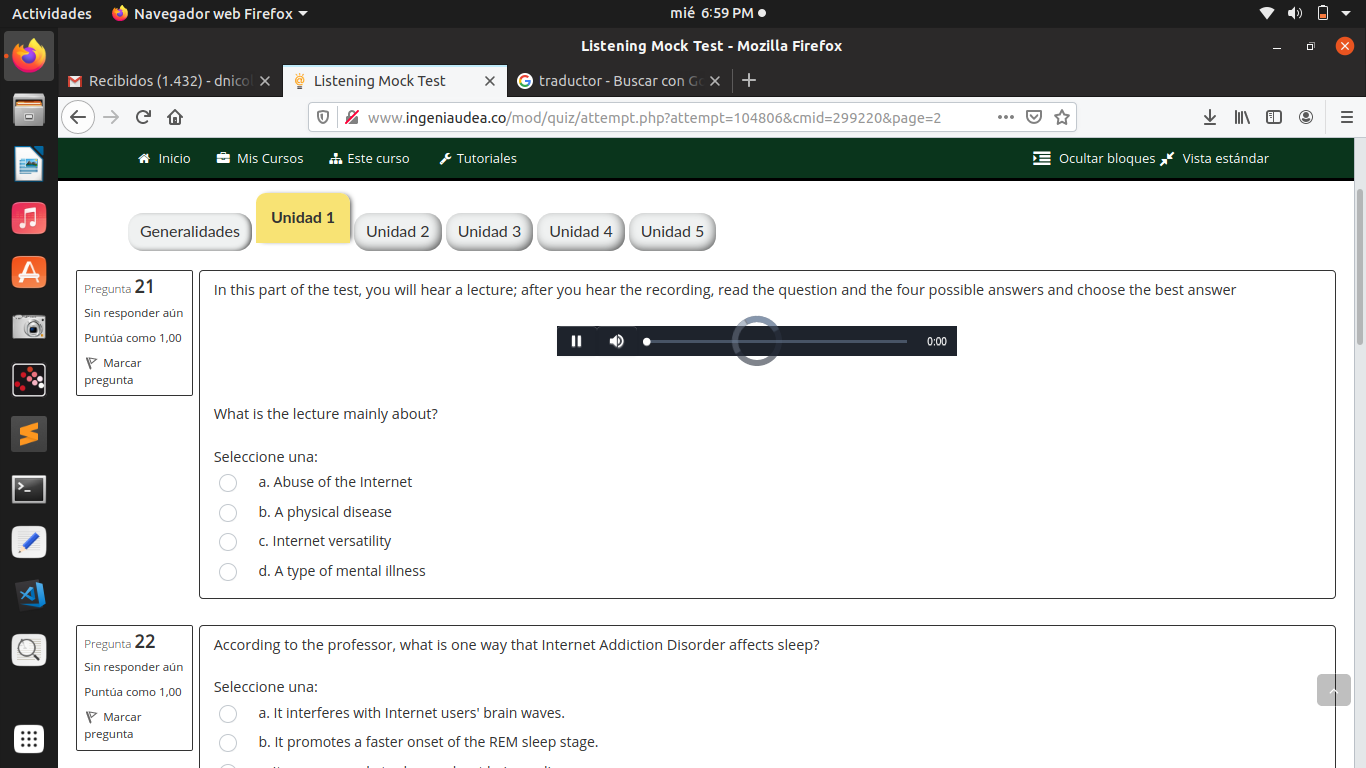 Actividades
Navegador web Firefox
mié 6:59 PM
Listening Mock Test - Mozilla Firefox
Recibidos (1.432) - dnico
Listening Mock Test
traductor - Buscar con Go
www.ingeniaudea.co/mod/quiz/attempt.php?attempt=104806&cmid=299220&page=2
Inicio
Mis Cursos
Este curso
Tutoriales
Ocultar bloques
Vista estándar
Generalidades
Unidad 1
Unidad 2
Unidad 3
Unidad 4
Unidad 5
Pregunta 21
Sin responder aún
Puntúa como 1,00
Marcar
pregunta
In this part of the test, you will hear a lecture; after you hear the recording, read the question and the four possible answers and choose the best answer
0:00
What is the lecture mainly about?
Seleccione una:
a. Abuse of the Internet
b. A physical disease
c. Internet versatility
d. A type of mental illness
Pregunta 22
Sin responder aún
Puntúa como 1,00
Marcar
pregunta
According to the professor, what is one way that Internet Addiction Disorder affects sleep?
Seleccione una:
a. It interferes with Internet users' brain waves.
b. It promotes a faster onset of the REM sleep stage.